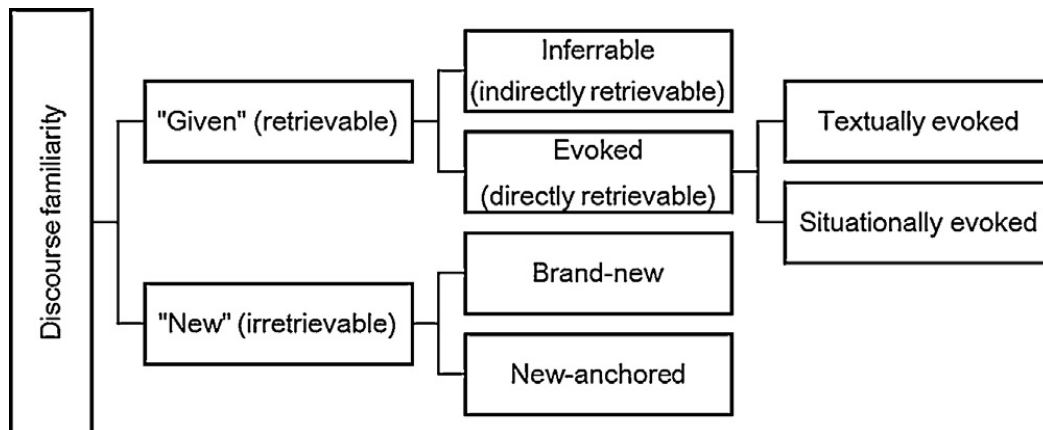 Discourse familiarity
"Given" (retrievable)
Inferrable
(indirectly retrievable)
Evoked
(directly retrievable)
Textually evoked
Situationally evoked
"New" (irretrievable)
Brand-new
New-anchored